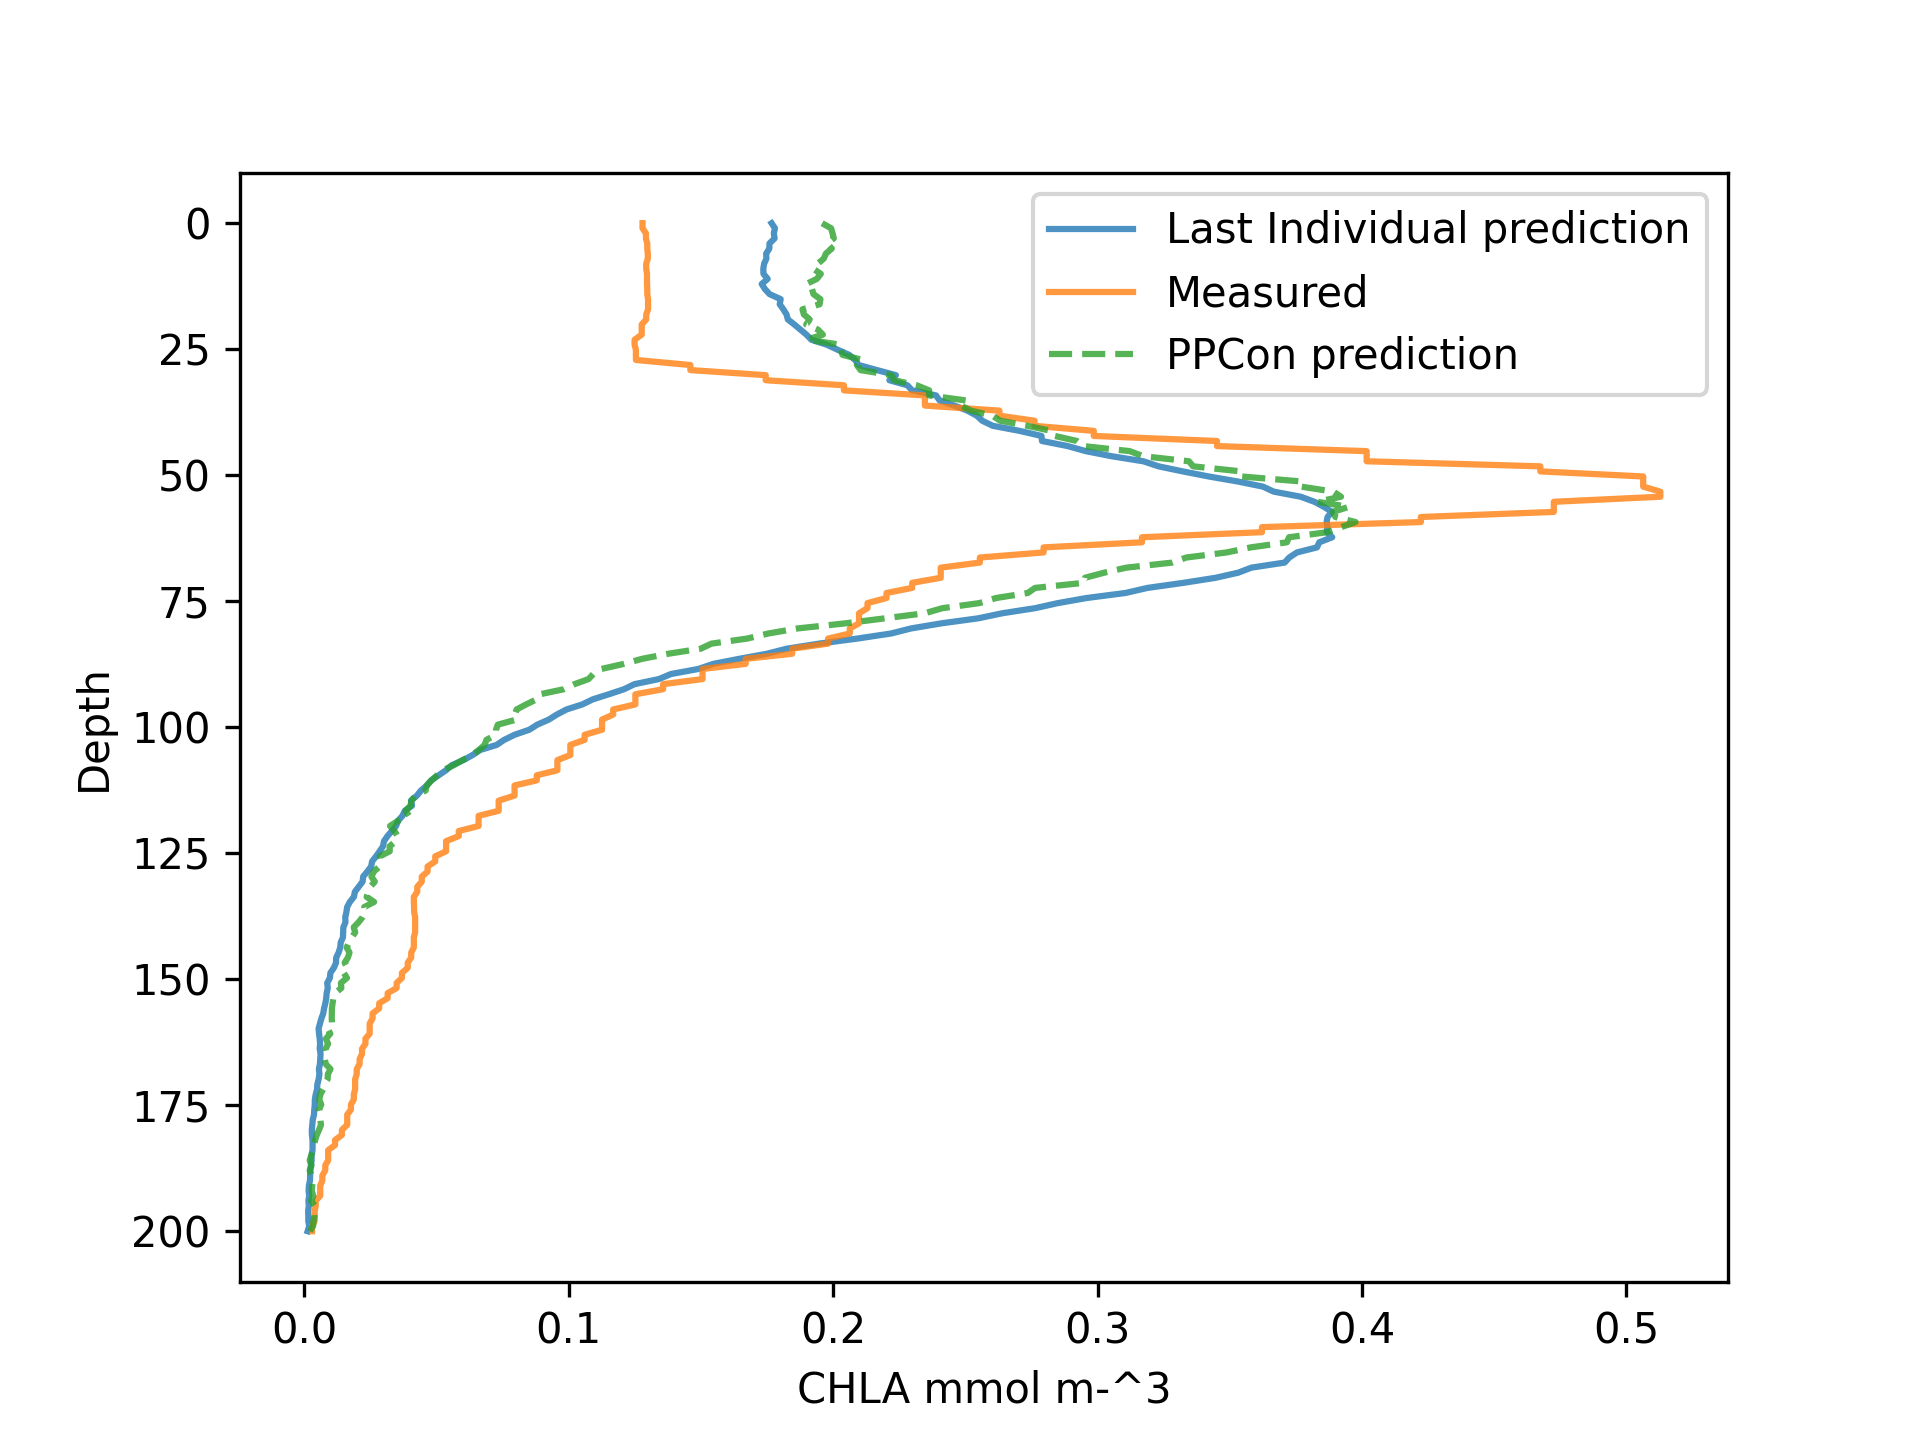 Last Individual prediction
Measured
PPCon prediction
0
25
50
75
100
125
150
175
200
Depth
0.0 0.1 0.2 0.3 0.4 0.5
CHLA mmol m-^3